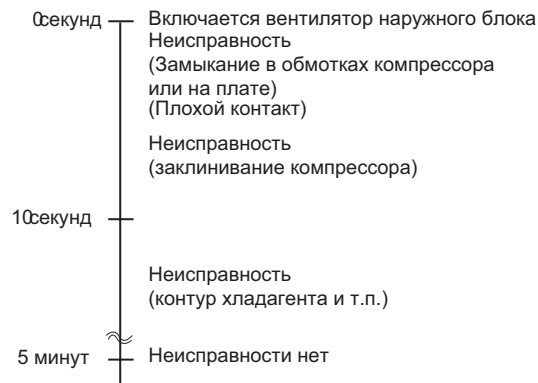 0секунд Включается вентилятор наружного блока
Неисправность
(Замыкание в обмотках компрессора
или на плате)
(Плохой контакт)
Неисправность
(заклинивание компрессора)
10секунд
Неисправность
(контур хладагента и т.п.)
5 минут Неисправности нет